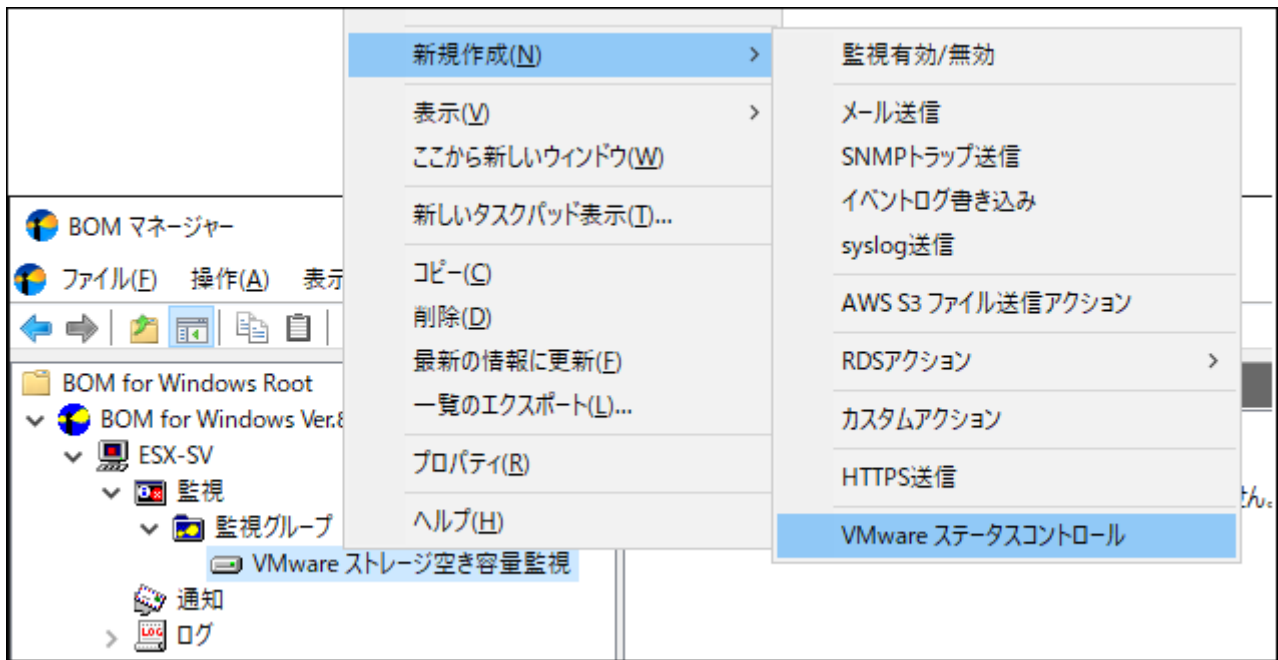 新規作成(N)
表示(V)
ここから新しいウィンドウ(W)
新しいタスクパッド表示(T)...
コピー(C)
削除(D)
最新の情報に更新(F)
一覧のエクスポート(L)...
プロパティ(R)
ヘルプ(H)
監視有効/無効
メール送信
SNMPトラップ送信
イベントログ書き込み
syslog送信
AWS S3 ファイル送信アクション
RDSアクション
カスタムアクション
HTTPS送信
VMware ステータスコントロール
BOM マネージャー
ファイル(F) 操作(A) 表示
BOM for Windows Root
BOM for Windows Ver.8
ESX-SV
監視
監視グループ
VMware ストレージ空き容量監視
通知
ログ
せん。